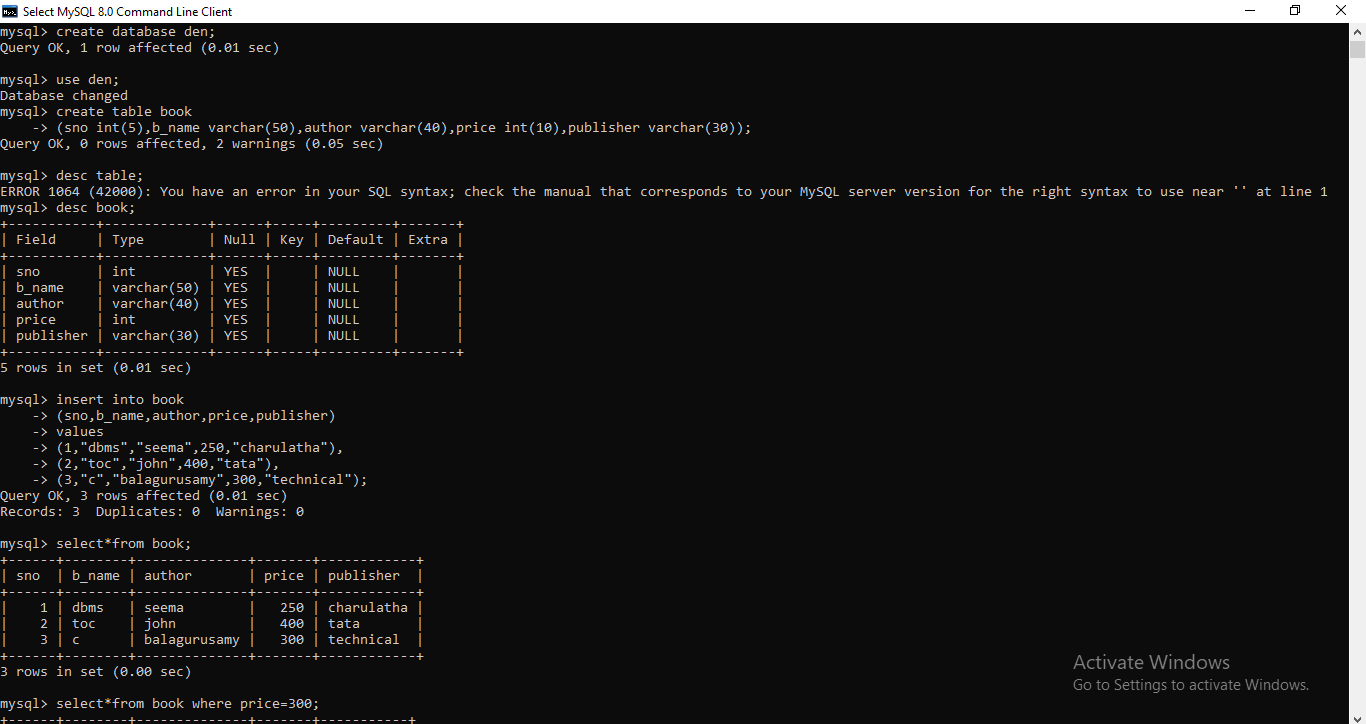 Select MySQL 8.0 Command Line Client
mysql> create database den;
Query OK, 1 row affected (0.01 sec)

mysql> use den;
Database changed
mysql> create table book
    -> (sno int(5),b_name varchar(50),author varchar(40),price int(10),publisher varchar(30));
Query OK, 0 rows affected, 2 warnings (0.05 sec)

mysql> desc table;
ERROR 1064 (42000): You have an error in your SQL syntax; check the manual that corresponds to your MySQL server version for the right syntax to use near '' at line 1
mysql> desc book;
+-----------+-------------+------+-----+---------+-------+
| Field     | Type        | Null | Key | Default | Extra |
+-----------+-------------+------+-----+---------+-------+
| sno       | int         | YES  |     | NULL    |       |
| b_name    | varchar(50) | YES  |     | NULL    |       |
| author    | varchar(40) | YES  |     | NULL    |       |
| price     | int         | YES  |     | NULL    |       |
| publisher | varchar(30) | YES  |     | NULL    |       |
+-----------+-------------+------+-----+---------+-------+
5 rows in set (0.01 sec)

mysql> insert into book
    -> (sno,b_name,author,price,publisher)
    -> values
    -> (1,"dbms","seema",250,"charulatha"),
    -> (2,"toc","john",400,"tata"),
    -> (3,"c","balagurusamy",300,"technical");
Query OK, 3 rows affected (0.01 sec)
Records: 3  Duplicates: 0  Warnings: 0

mysql> select*from book;
+------+--------+--------------+-------+------------+
| sno  | b_name | author       | price | publisher  |
+------+--------+--------------+-------+------------+
|    1 | dbms   | seema        |   250 | charulatha |
|    2 | toc    | john         |   400 | tata       |
|    3 | c      | balagurusamy |   300 | technical  |
+------+--------+--------------+-------+------------+
3 rows in set (0.00 sec)

mysql> select*from book where price=300;
+------+--------+--------------+-------+-----------+
Activate Windows
Go to Settings to activate Windows.